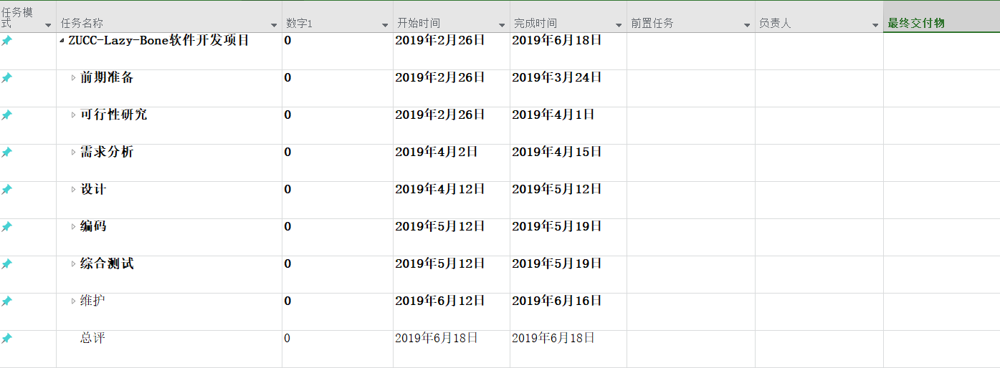 任务模式 任务名称 数字1 开始时间 完成时间 前置任务 负责人 最终交付物
ZUCC-Lazy-Bone软件开发项目 0 2019年2月26日 2019年6月18日
前期准备 0 2019年2月26日 2019年3月24日
可行性研究 0 2019年2月26日 2019年4月1日
需求分析 0 2019年4月2日 2019年4月15日
设计 0 2019年4月12日 2019年5月12日
编码 0 2019年5月12日 2019年5月19日
综合测试 0 2019年5月12日 2019年5月19日
维护 0 2019年6月12日 2019年6月16日
总评 0 2019年6月18日 2019年6月18日